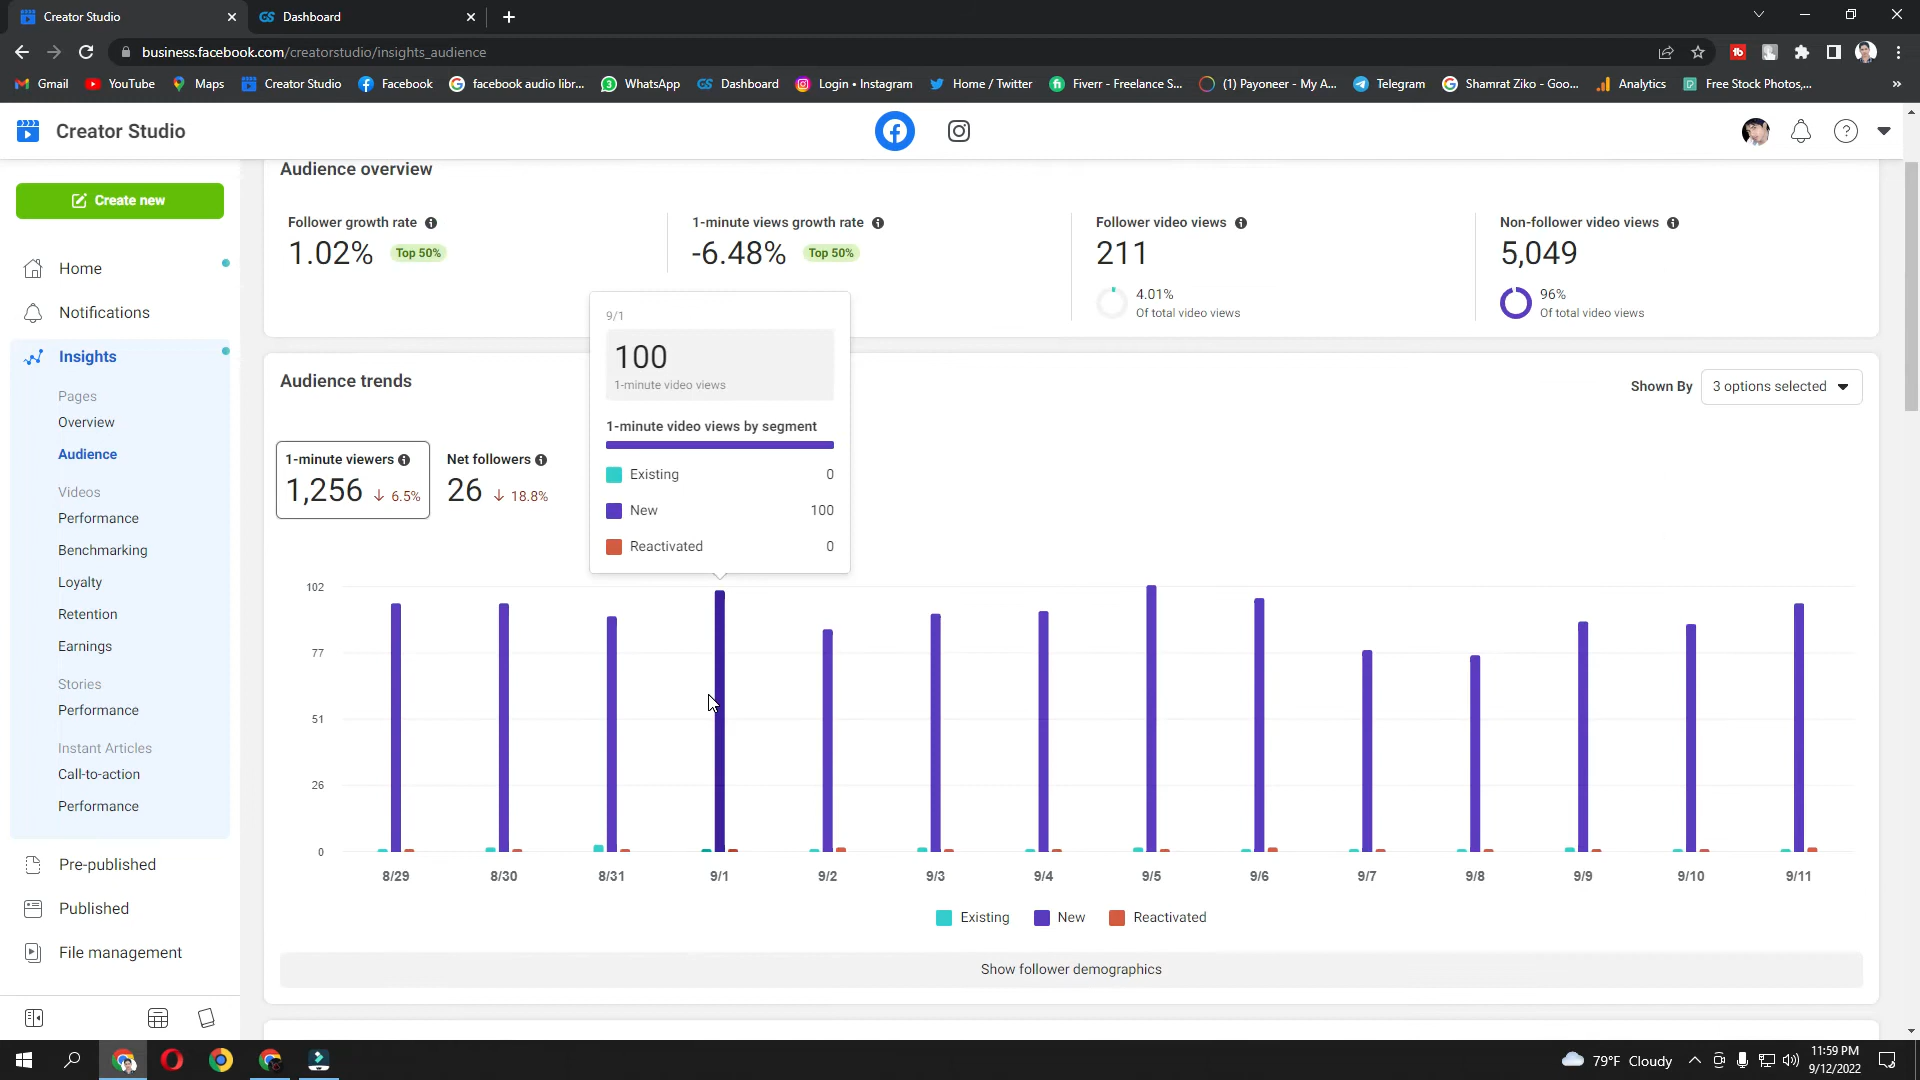 Creator Studio
Dashboard
business.facebook.com/creatorstudio/insights_audience
Gmail
YouTube
Maps
Creator Studio
Facebook
facebook audio libr...
WhatsApp
Dashboard
Login • Instagram
Home / Twitter
Fiverr - Freelance S...
(1) Payoneer - My A...
Telegram
Shamrat Ziko - Goo...
Analytics
Free Stock Photos,...
Creator Studio
Create new
Home
Notifications
Insights
Pages
Overview
Audience
Videos
Performance
Benchmarking
Loyalty
Retention
Earnings
Stories
Performance
Instant Articles
Call-to-action
Performance
Pre-published
Published
File management
Audience overview
Follower growth rate
1.02% Top 50%
1-minute views growth rate
-6.48% Top 50%
Follower video views
211
4.01%
Of total video views
Non-follower video views
5,049
96%
Of total video views
Audience trends
Shown By 3 options selected
1-minute viewers
1,256 ↓ 6.5%
Net followers
26 ↓ 18.8%
9/1
100
1-minute video views
1-minute video views by segment
Existing 0
New 100
Reactivated 0
102
77
51
26
0
8/29 8/30 8/31 9/1 9/2 9/3 9/4 9/5 9/6 9/7 9/8 9/9 9/10 9/11
Existing New Reactivated
Show follower demographics
79°F Cloudy
11:59 PM
9/12/2022